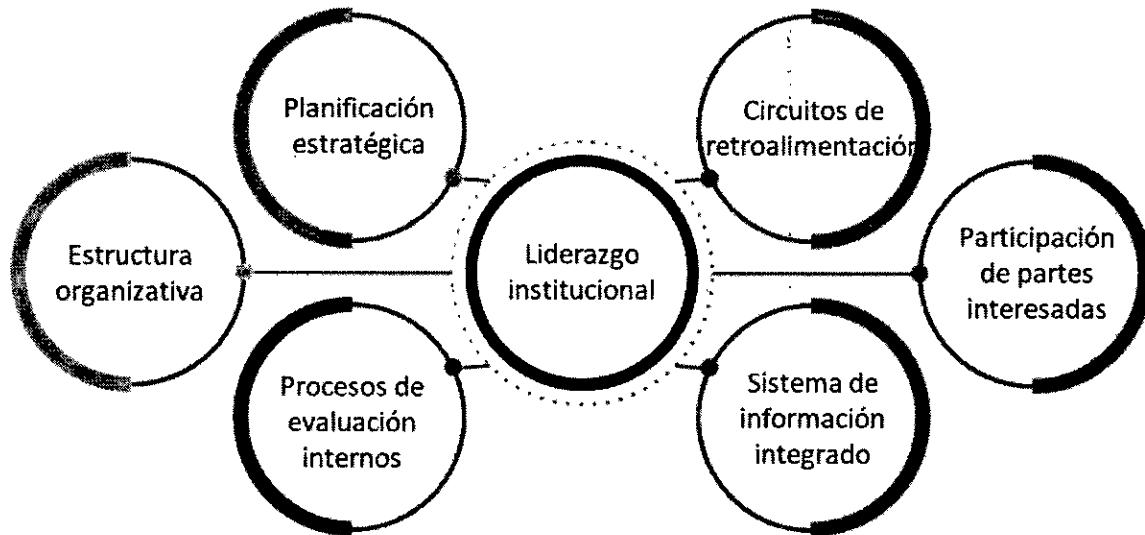 Planificación
estratégica
Circuitos de
retroalimentación
Estructura
organizativa
Liderazgo
institucional
Participación
de partes
interesadas
Procesos de
evaluación
internos
Sistema de
información
integrado